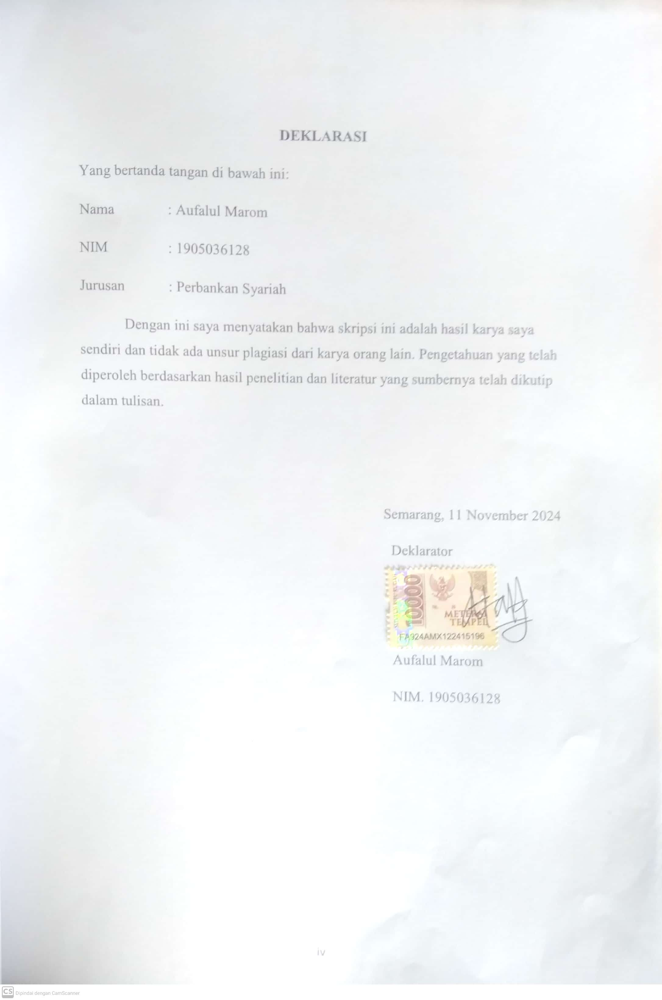 DEKLARASI
Yang bertanda tangan di bawah ini:
Nama : Aufalul Marom
NIM : 1905036128
Jurusan : Perbankan Syariah
Dengan ini saya menyatakan bahwa skripsi ini adalah hasil karya saya
sendiri dan tidak ada unsur plagiasi dari karya orang lain. Pengetahuan yang telah
diperoleh berdasarkan hasil penelitian dan literatur yang sumbernya telah dikutip
dalam tulisan.
Semarang, 11 November 2024
Deklarator
10000
METERAI
TEMPEL
FA924AMX122415196
Aufalul Marom
NIM. 1905036128
iv
CS Dipindai dengan CamScanner